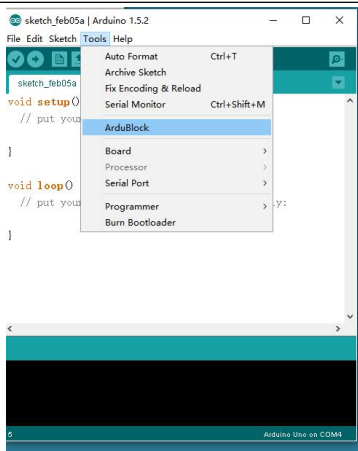 sketch_feb05a | Arduino 1.5.2
File Edit Sketch Tools Help
sketch_feb05a
Auto Format Ctrl+T
Archive Sketch
Fix Encoding & Reload
Serial Monitor Ctrl+Shift+M
ArduBlock
Board
Processor
Serial Port
Programmer
Burn Bootloader
void setup()
// put your
}
void loop()
// put you y:
}
6 Arduino Uno on COM4